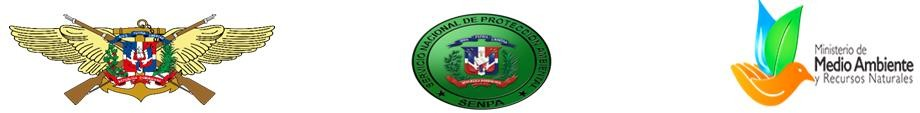 SERVICIO NACIONAL DE PROTECCIÓN AMBIENTAL
SENPA
Ministerio de
Medio Ambiente
y Recursos Naturales